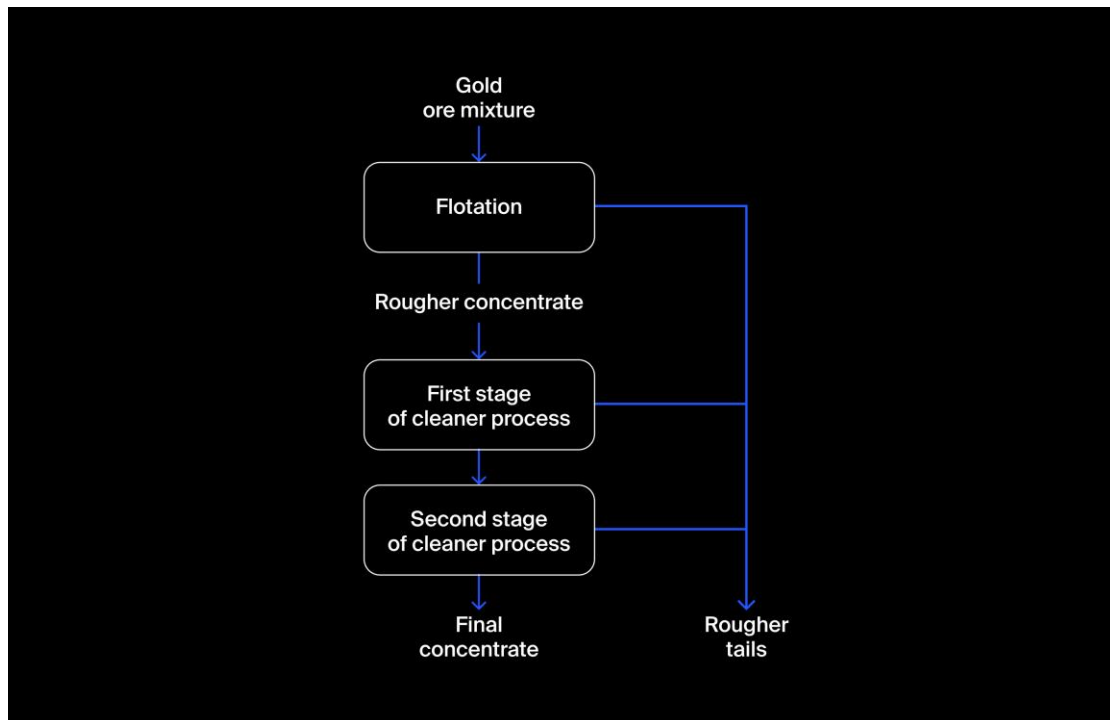 Gold
ore mixture
Flotation
Rougher concentrate
First stage
of cleaner process
Second stage
of cleaner process
Final
concentrate
Rougher
tails